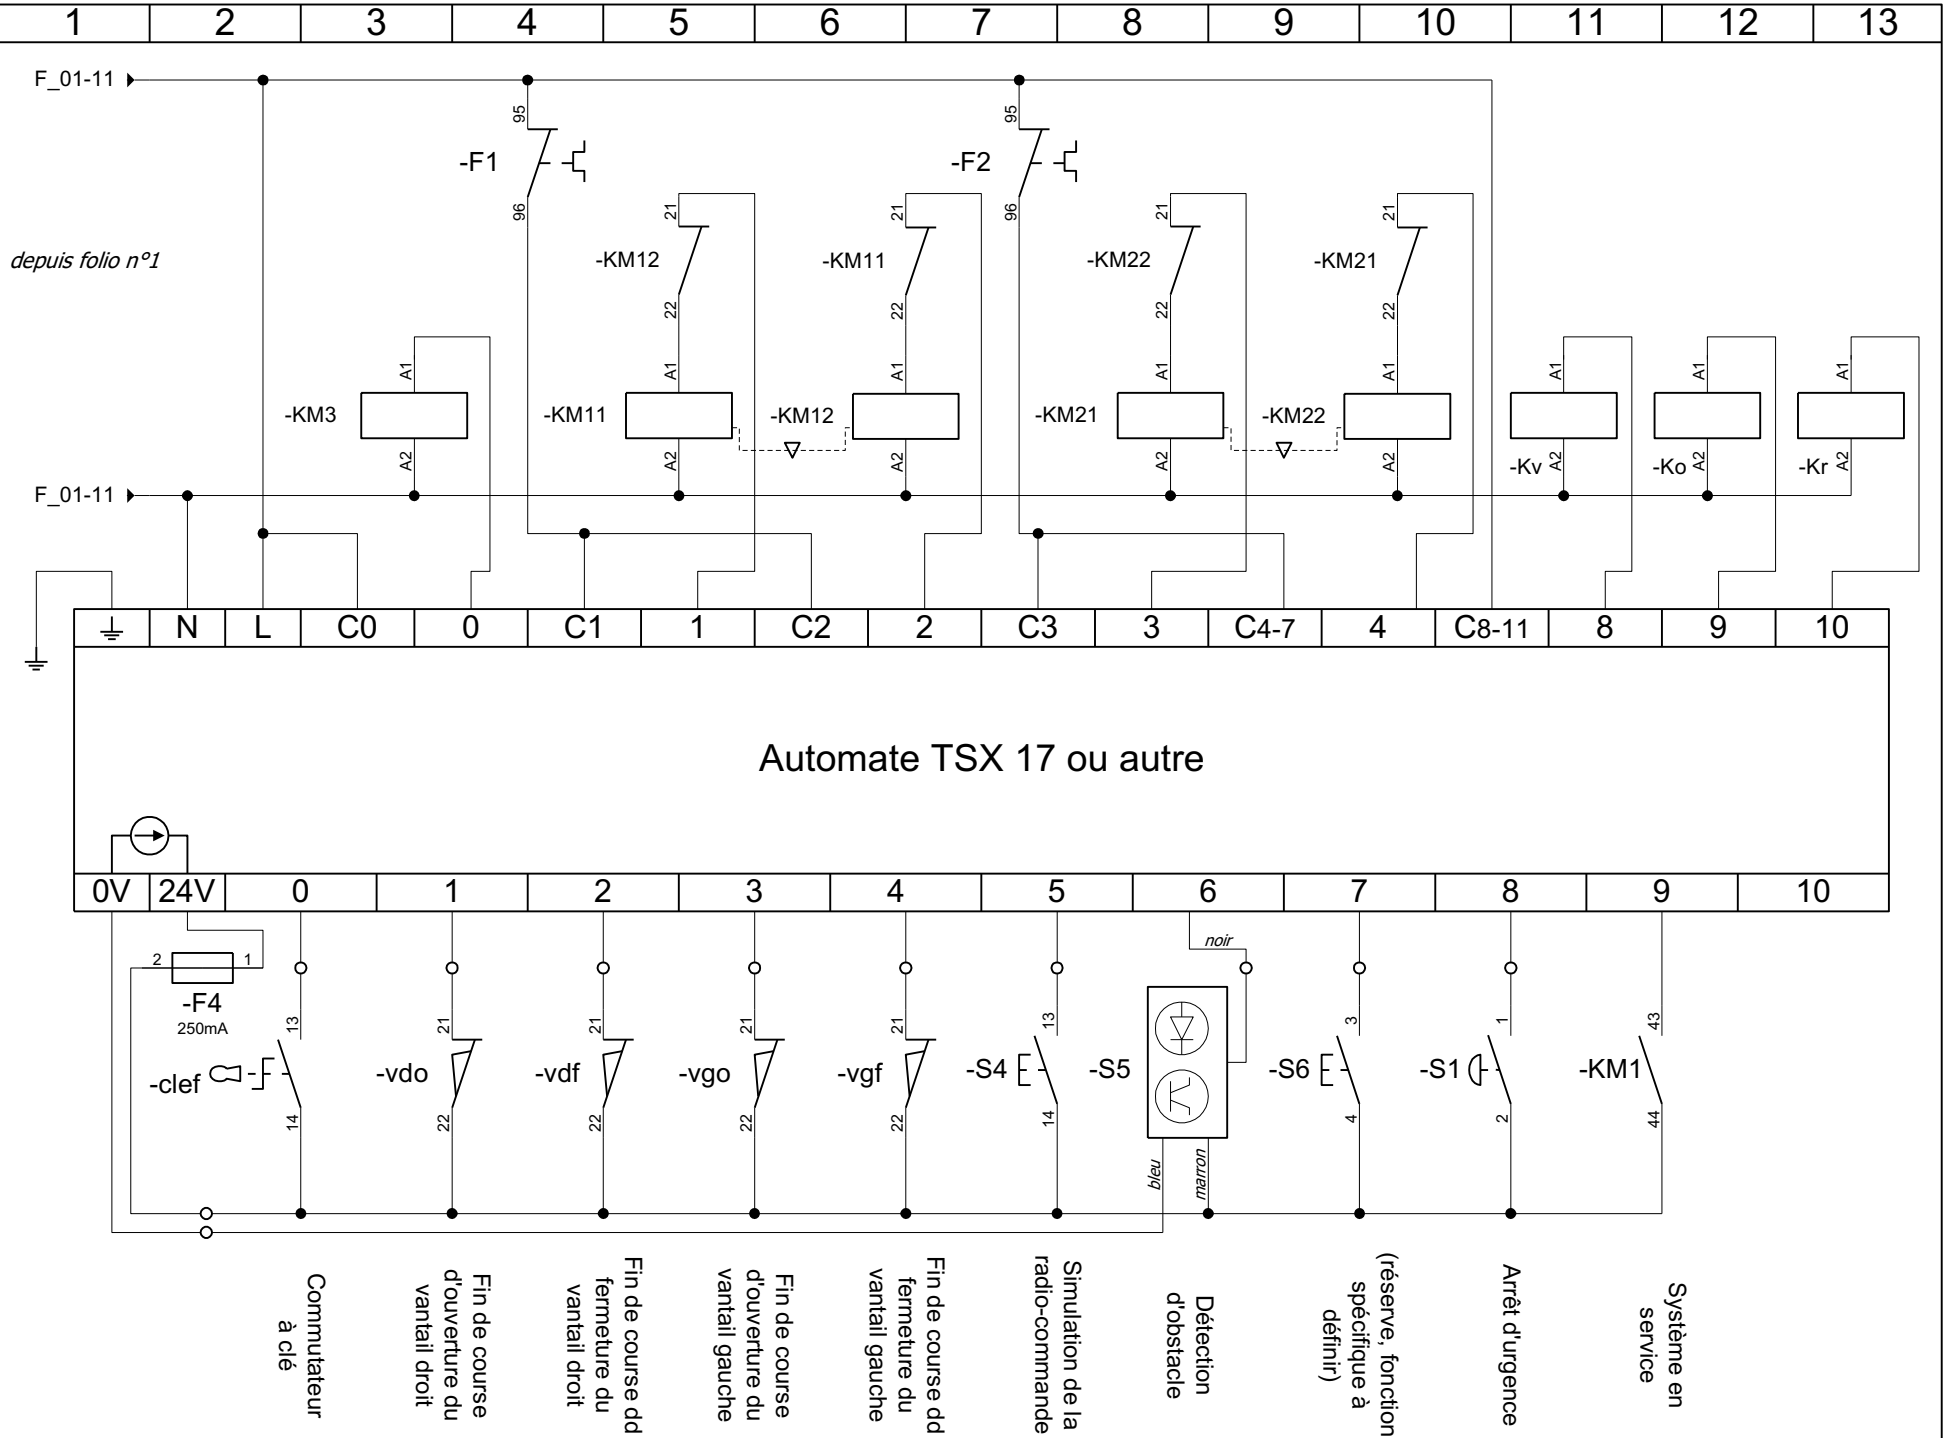 1 2 3 4 5 6 7 8 9 10 11 12 13
F_01-11
95 95
-F1 -F2
96 96
21 21 21 21
depuis folio n°1
-KM12 -KM11 -KM22 -KM21
22 22 22 22
A1 A1 A1 A1 A1 A1 A1 A1
-KM3 -KM11 -KM12 -KM21 -KM22
A2 A2 A2 A2 A2 -Kv A2 -Ko A2 -Kr A2
F_01-11
N L C0 0 C1 1 C2 2 C3 3 C4-7 4 C8-11 8 9 10
Automate TSX 17 ou autre
0V 24V 0 1 2 3 4 5 6 7 8 9 10
noir
2 1
-F4
250mA
13 21 21 21 21 13 3 1 43
-clef -vdo -vdf -vgo -vgf -S4 -S5 -S6 -S1 -KM1
14 22 22 22 22 14 4 2 44
bleu marron
Commutateur
à clé
Fin de course
d'ouverture du
vantail droit
Fin de course dd
fermeture du
vantail droit
Fin de course
d'ouverture du
vantail gauche
Fin de course dd
fermeture du
vantail gauche
Simulation de la
radio-commande
Détection
d'obstacle
(réserve, fonction
spécifique à
définir)
Arrêt d'urgence
Système en
service